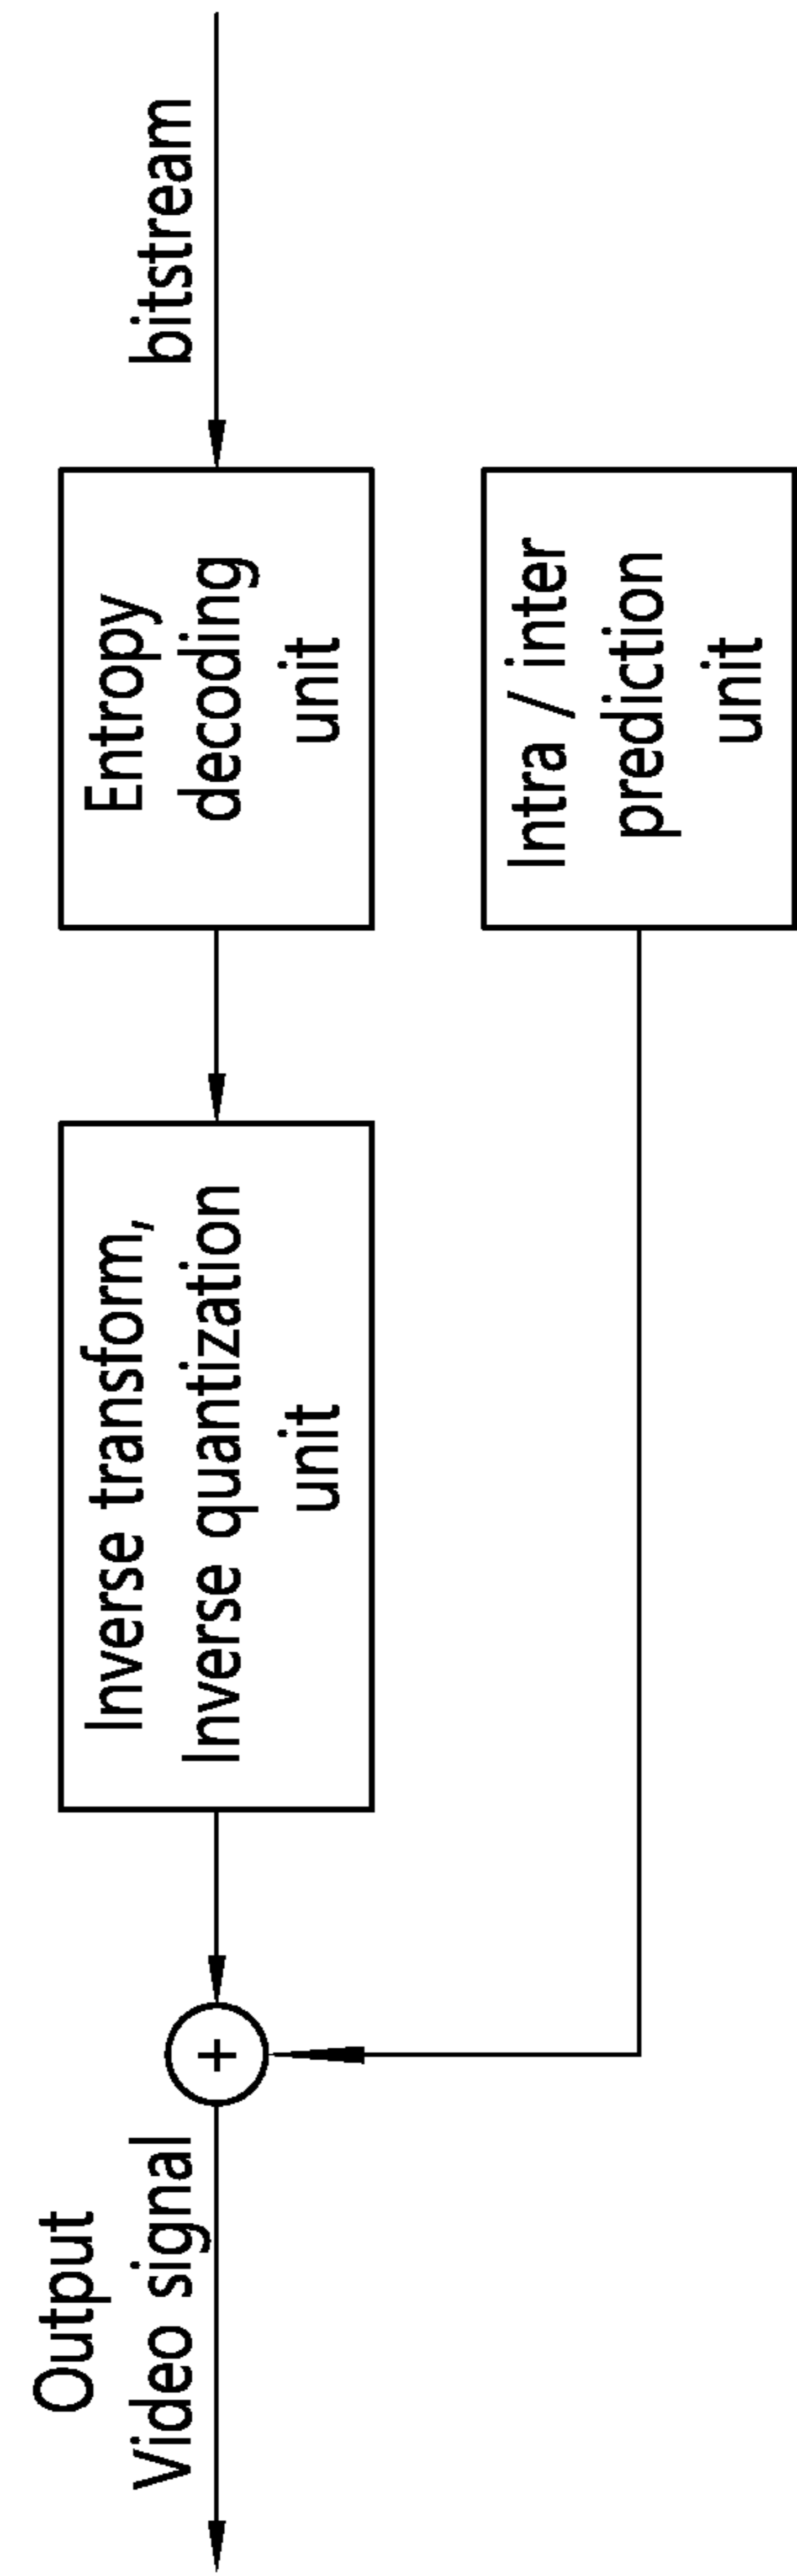 Output
Video signal
+
Inverse transform,
Inverse quantization
unit
Entropy
decoding
unit
bitstream
Intra / inter
prediction
unit